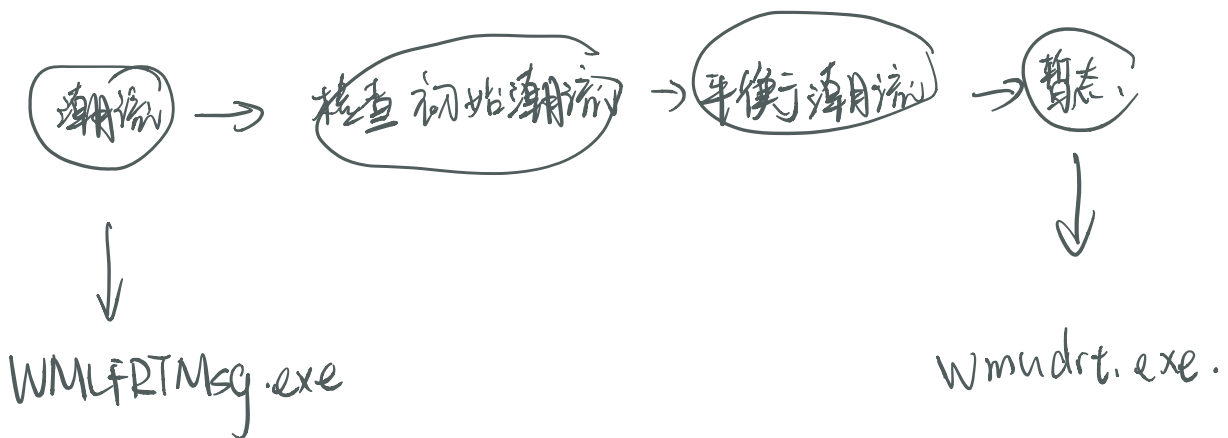 潮流 → 检查初始潮流 → 平衡潮流 → 暂态
WMLFRTMsg.exe
Wmudrt.exe.